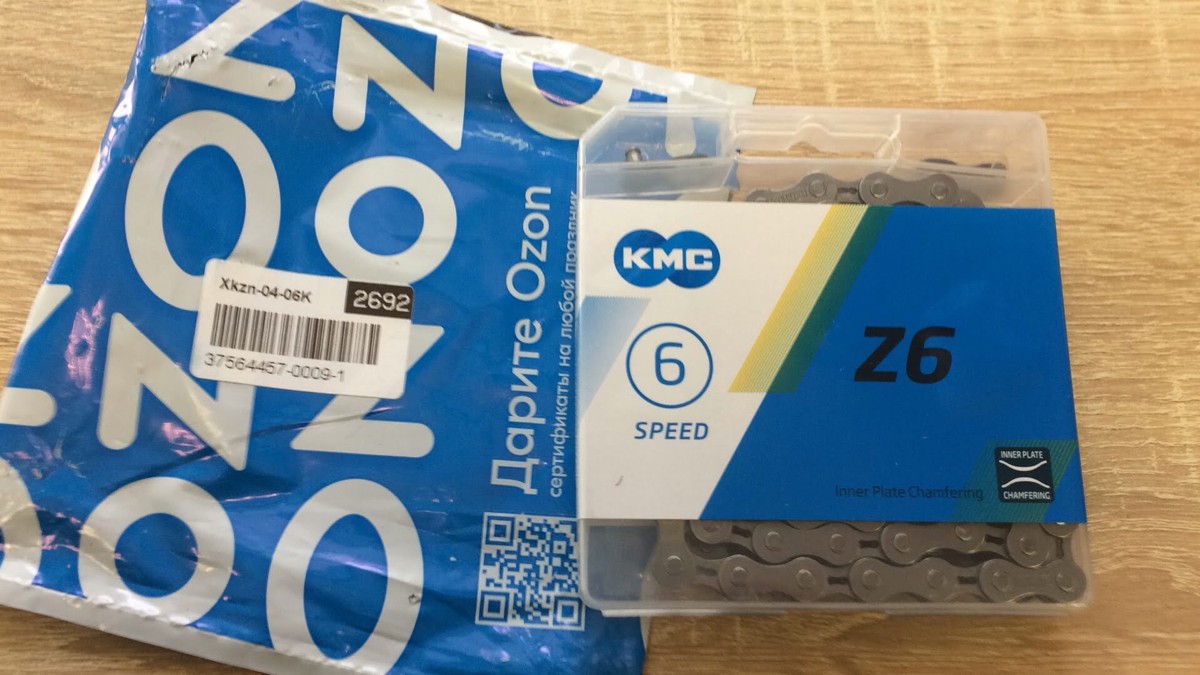 OZON
OZON
Xkzn-04-06K
2692
37564457-0009-1
Дарите Ozon
сертификаты на любой праздник
KMC
6
SPEED
Z6
Inner Plate Chamfering
INNER PLATE
CHAMFERING